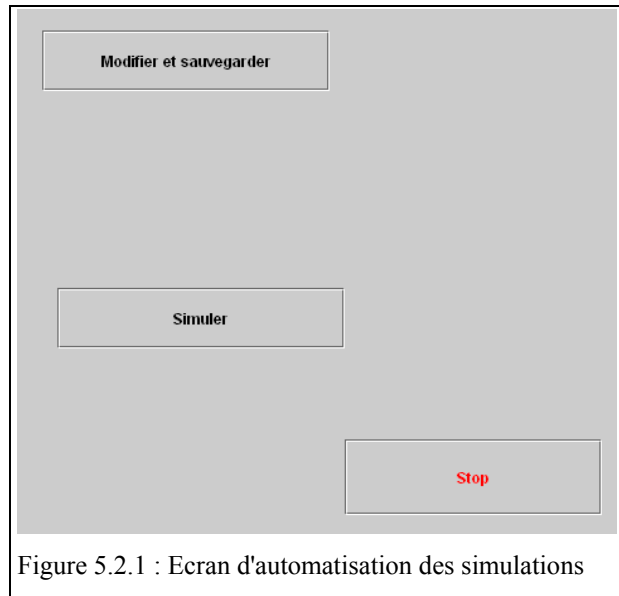 Modifier et sauvegarder
Simuler
Stop
Figure 5.2.1 : Ecran d'automatisation des simulations